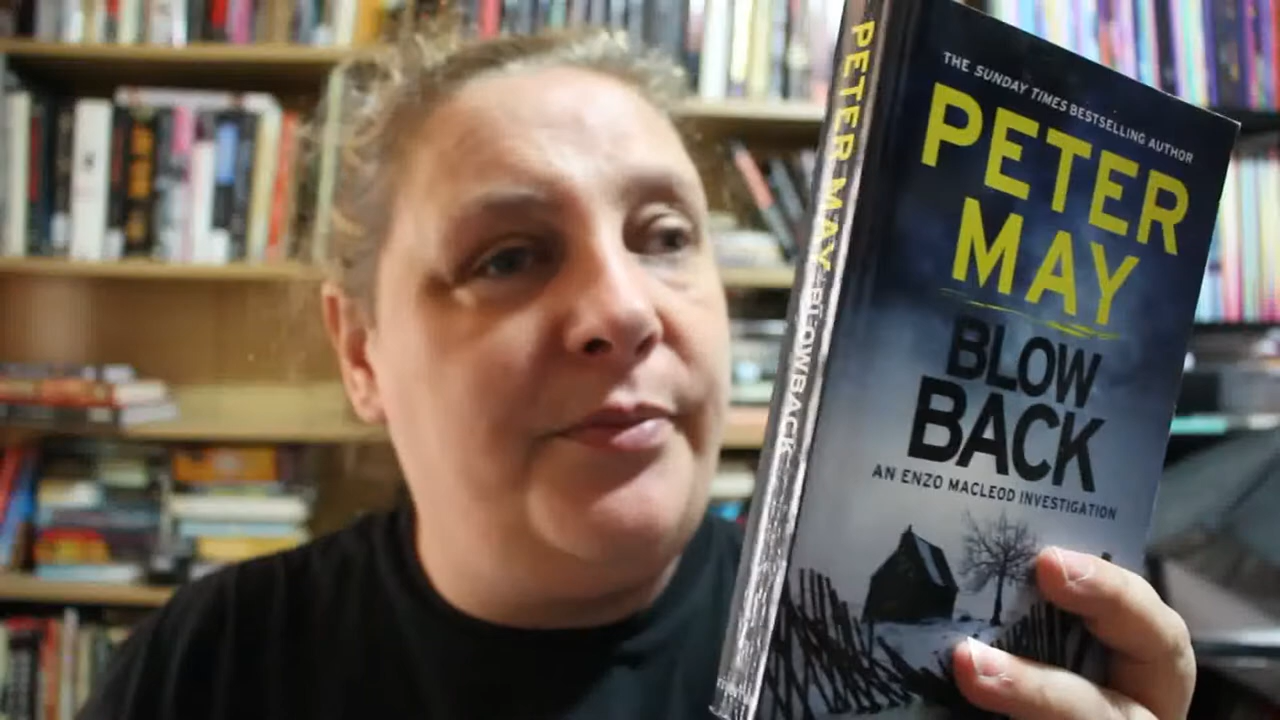 PETER MAY BLOWBACK
THE SUNDAY TIMES BESTSELLING AUTHOR
PETER
MAY
BLOW
BACK
AN ENZO MACLEOD INVESTIGATION